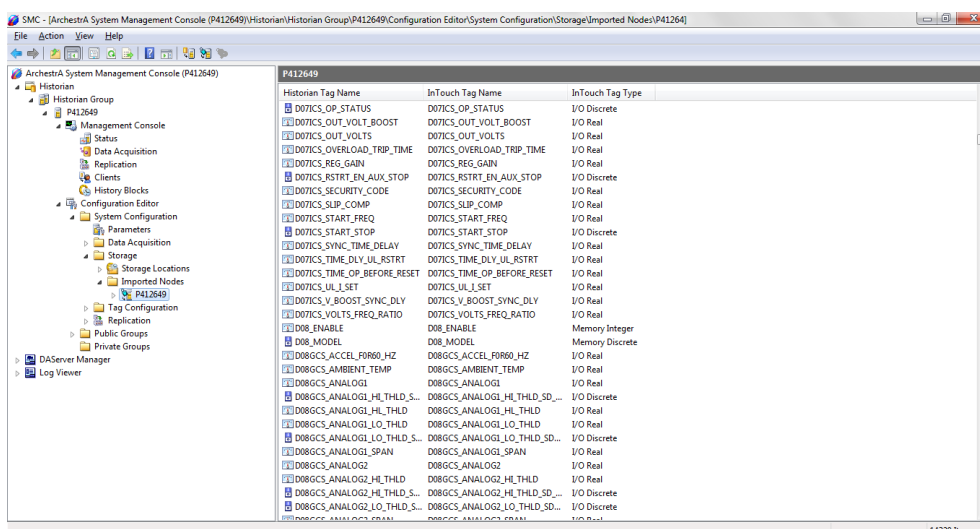 SMC - [ArchestrA System Management Console (P412649)\Historian\Historian Group\P412649\Configuration Editor\System Configuration\Storage\Imported Nodes\P41264]
File Action View Help
ArchestrA System Management Console (P412649)
Historian
Historian Group
P412649
Management Console
Status
Data Acquisition
Replication
Clients
History Blocks
Configuration Editor
System Configuration
Parameters
Data Acquisition
Storage
Storage Locations
Imported Nodes
P412649
Tag Configuration
Replication
Public Groups
Private Groups
DAServer Manager
Log Viewer
P412649
Historian Tag Name InTouch Tag Name InTouch Tag Type
D07ICS_OP_STATUS D07ICS_OP_STATUS I/O Discrete
D07ICS_OUT_VOLT_BOOST D07ICS_OUT_VOLT_BOOST I/O Real
D07ICS_OUT_VOLTS D07ICS_OUT_VOLTS I/O Real
D07ICS_OVERLOAD_TRIP_TIME D07ICS_OVERLOAD_TRIP_TIME I/O Real
D07ICS_REG_GAIN D07ICS_REG_GAIN I/O Real
D07ICS_RSTRT_EN_AUX_STOP D07ICS_RSTRT_EN_AUX_STOP I/O Discrete
D07ICS_SECURITY_CODE D07ICS_SECURITY_CODE I/O Real
D07ICS_SLIP_COMP D07ICS_SLIP_COMP I/O Real
D07ICS_START_FREQ D07ICS_START_FREQ I/O Real
D07ICS_START_STOP D07ICS_START_STOP I/O Discrete
D07ICS_SYNC_TIME_DELAY D07ICS_SYNC_TIME_DELAY I/O Real
D07ICS_TIME_DLY_UL_RSTRT D07ICS_TIME_DLY_UL_RSTRT I/O Real
D07ICS_TIME_OP_BEFORE_RESET D07ICS_TIME_OP_BEFORE_RESET I/O Real
D07ICS_UL_I_SET D07ICS_UL_I_SET I/O Real
D07ICS_V_BOOST_SYNC_DLY D07ICS_V_BOOST_SYNC_DLY I/O Real
D07ICS_VOLTS_FREQ_RATIO D07ICS_VOLTS_FREQ_RATIO I/O Real
D08_ENABLE D08_ENABLE Memory Integer
D08_MODEL D08_MODEL Memory Discrete
D08GCS_ACCEL_F0R60_HZ D08GCS_ACCEL_F0R60_HZ I/O Real
D08GCS_AMBIENT_TEMP D08GCS_AMBIENT_TEMP I/O Real
D08GCS_ANALOG1 D08GCS_ANALOG1 I/O Real
D08GCS_ANALOG1_HI_THLD_S... D08GCS_ANALOG1_HI_THLD_SD_... I/O Discrete
D08GCS_ANALOG1_HL_THLD D08GCS_ANALOG1_HL_THLD I/O Real
D08GCS_ANALOG1_LO_THLD D08GCS_ANALOG1_LO_THLD I/O Real
D08GCS_ANALOG1_LO_THLD_S... D08GCS_ANALOG1_LO_THLD_SD... I/O Discrete
D08GCS_ANALOG1_SPAN D08GCS_ANALOG1_SPAN I/O Real
D08GCS_ANALOG2 D08GCS_ANALOG2 I/O Real
D08GCS_ANALOG2_HI_THLD D08GCS_ANALOG2_HI_THLD I/O Real
D08GCS_ANALOG2_HI_THLD_S... D08GCS_ANALOG2_HI_THLD_SD_... I/O Discrete
D08GCS_ANALOG2_LO_THLD_S... D08GCS_ANALOG2_LO_THLD_SD... I/O Discrete
D08GCS_ANALOG2_SPAN D08GCS_ANALOG2_SPAN I/O Real